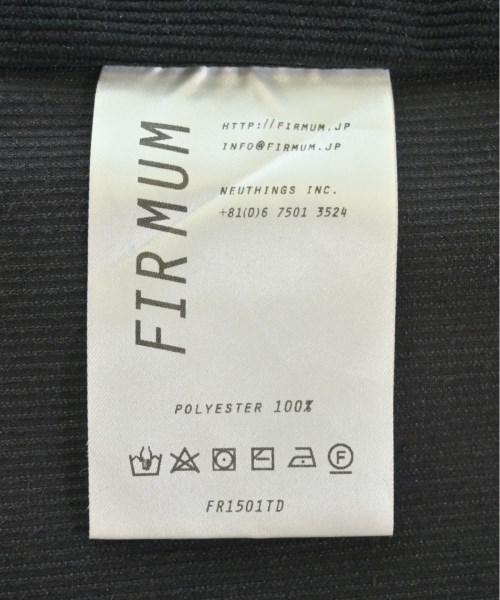 FIRMUM
HTTP://FIRMUM.JP
INFO@FIRMUM.JP
NEUTHINGS INC.
+81(0)6 7501 3524
POLYESTER 100%
F
FR1501TD